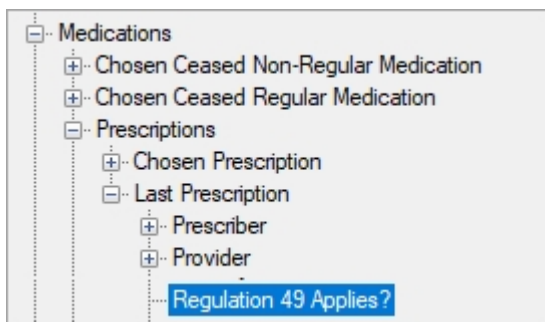 Medications
Chosen Ceased Non-Regular Medication
Chosen Ceased Regular Medication
Prescriptions
Chosen Prescription
Last Prescription
Prescriber
Provider
Regulation 49 Applies?